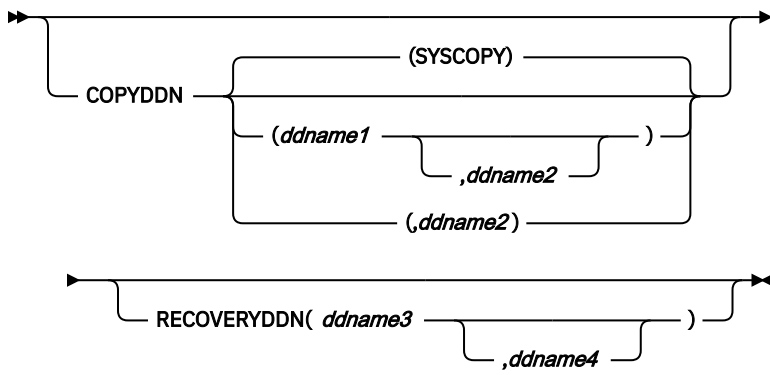 (SYSCOPY)
COPYDDN
(ddname1 )
,ddname2
(,ddname2)
RECOVERYDDN( ddname3 )
,ddname4